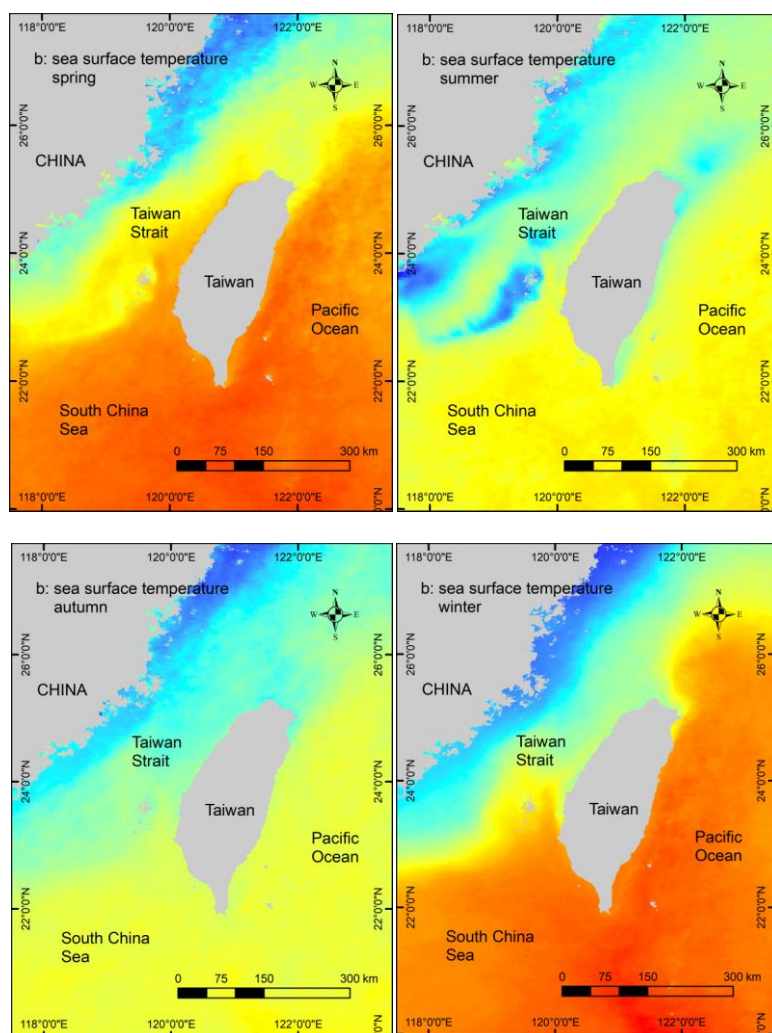 118°0'0"E 120°0'0"E 122°0'0"E
b: sea surface temperature
spring
N
W E
S
26°0'0"N
26°0'0"N
CHINA
Taiwan
Strait
24°0'0"N
24°0'0"N
Taiwan
Pacific
Ocean
22°0'0"N
22°0'0"N
South China
Sea
0 75 150 300 km
118°0'0"E 120°0'0"E 122°0'0"E
118°0'0"E 120°0'0"E 122°0'0"E
b: sea surface temperature
summer
N
W E
S
26°0'0"N
26°0'0"N
CHINA
Taiwan
Strait
24°0'0"N
24°0'0"N
Taiwan
Pacific
Ocean
22°0'0"N
22°0'0"N
South China
Sea
0 75 150 300 km
118°0'0"E 120°0'0"E 122°0'0"E
118°0'0"E 120°0'0"E 122°0'0"E
b: sea surface temperature
autumn
N
W E
S
26°0'0"N
26°0'0"N
CHINA
Taiwan
Strait
24°0'0"N
24°0'0"N
Taiwan
Pacific
Ocean
22°0'0"N
22°0'0"N
South China
Sea
0 75 150 300 km
118°0'0"E 120°0'0"E 122°0'0"E
118°0'0"E 120°0'0"E 122°0'0"E
b: sea surface temperature
winter
N
W E
S
26°0'0"N
26°0'0"N
CHINA
Taiwan
Strait
24°0'0"N
24°0'0"N
Taiwan
Pacific
Ocean
22°0'0"N
22°0'0"N
South China
Sea
0 75 150 300 km
118°0'0"E 120°0'0"E 122°0'0"E